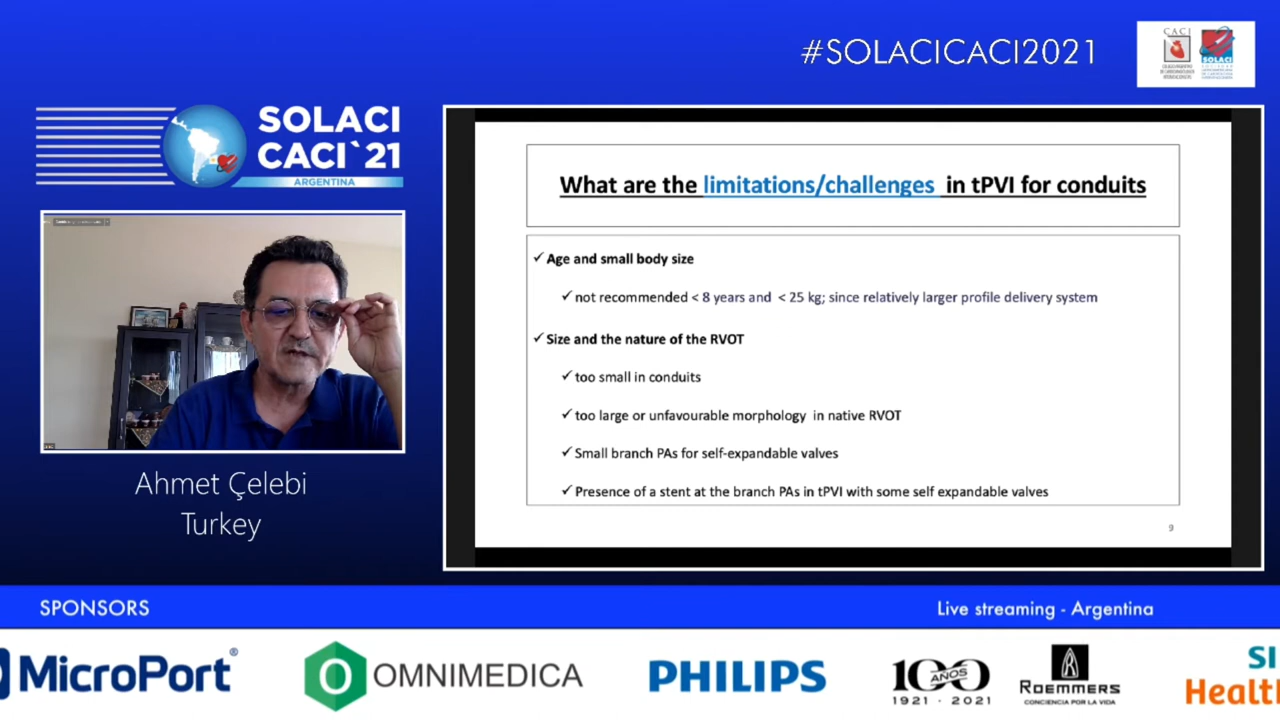 #SOLACICACI2021
CACI
SOLACI
SOLACI
CACI`21
ARGENTINA
What are the limitations/challenges in tPVI for conduits
✓ Age and small body size
✓ not recommended < 8 years and < 25 kg; since relatively larger profile delivery system
✓ Size and the nature of the RVOT
✓ too small in conduits
✓ too large or unfavourable morphology in native RVOT
✓ Small branch PAs for self-expandable valves
✓ Presence of a stent at the branch PAs in tPVI with some self expandable valves
9
Ahmet Çelebi
Turkey
SPONSORS
Live streaming - Argentina
MicroPort®
OMNIMEDICA
PHILIPS
100
AÑOS
1921 · 2021
ROEMMERS
CONCIENCIA POR LA VIDA
SI
Healt